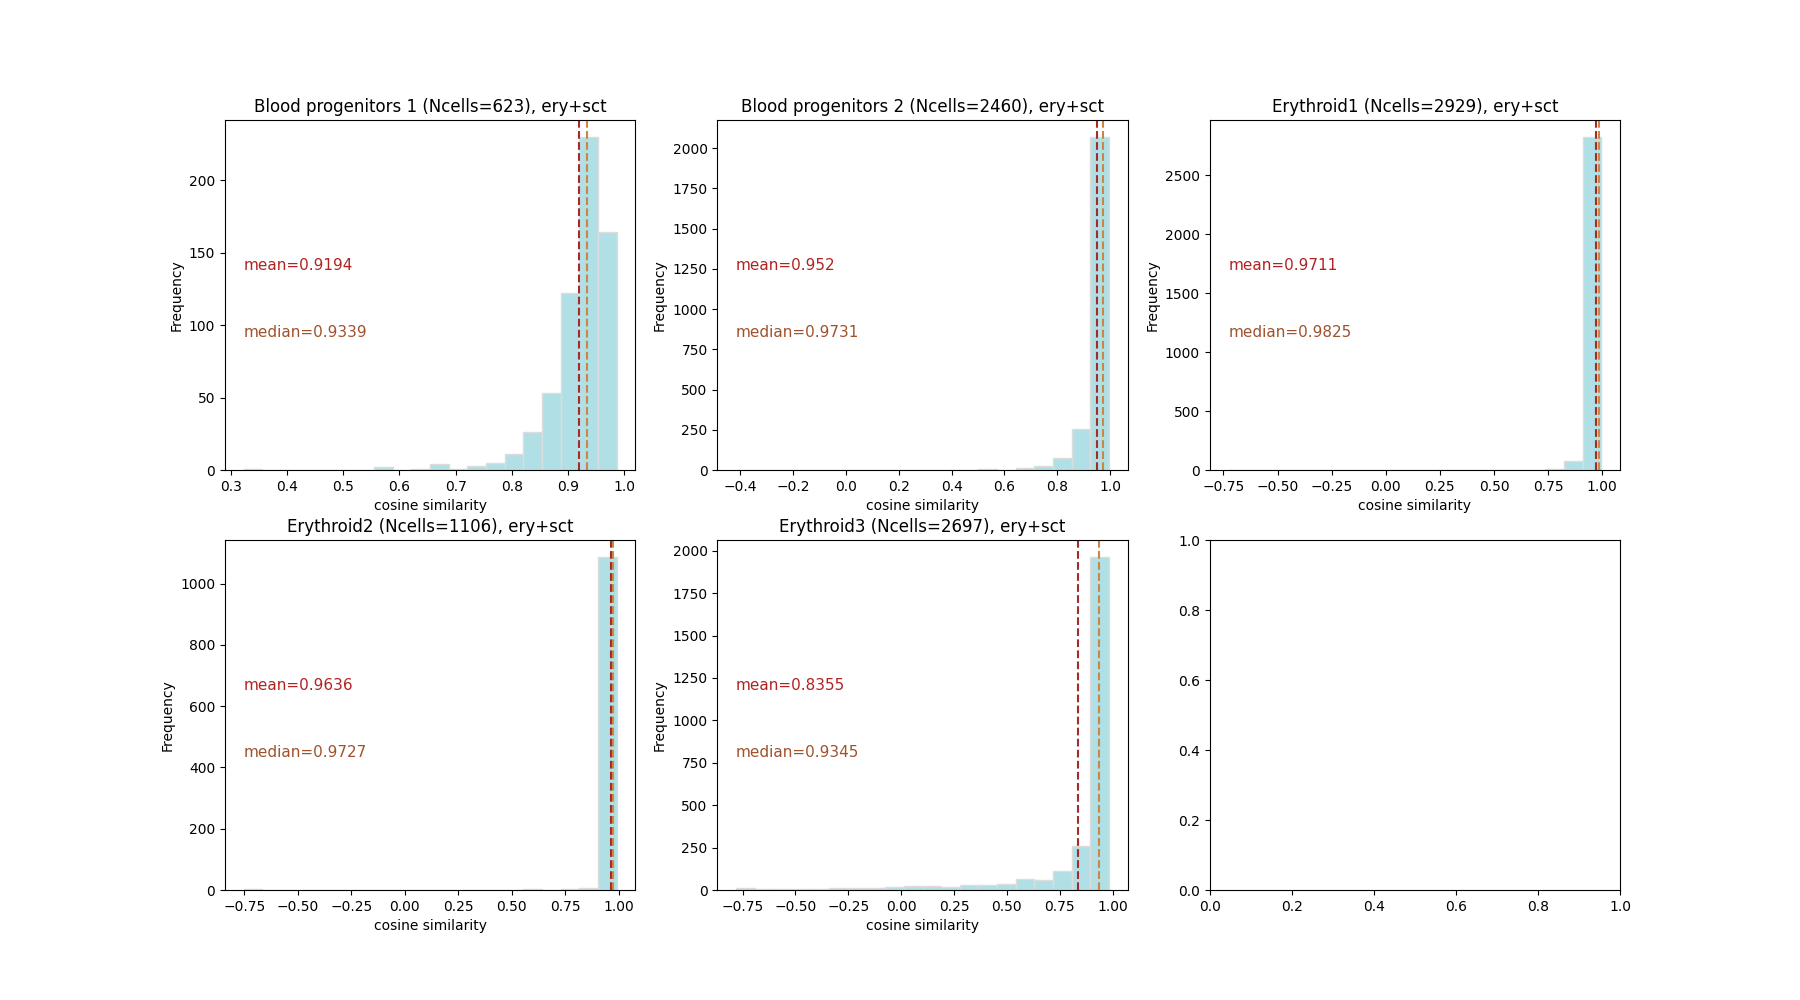 Blood progenitors 1 (Ncells=623), ery+sct
Frequency
200
150
100
50
0
mean=0.9194
median=0.9339
0.3 0.4 0.5 0.6 0.7 0.8 0.9 1.0
cosine similarity
Blood progenitors 2 (Ncells=2460), ery+sct
Frequency
2000
1750
1500
1250
1000
750
500
250
0
mean=0.952
median=0.9731
−0.4 −0.2 0.0 0.2 0.4 0.6 0.8 1.0
cosine similarity
Erythroid1 (Ncells=2929), ery+sct
Frequency
2500
2000
1500
1000
500
0
mean=0.9711
median=0.9825
−0.75 −0.50 −0.25 0.00 0.25 0.50 0.75 1.00
cosine similarity
Erythroid2 (Ncells=1106), ery+sct
Frequency
1000
800
600
400
200
0
mean=0.9636
median=0.9727
−0.75 −0.50 −0.25 0.00 0.25 0.50 0.75 1.00
cosine similarity
Erythroid3 (Ncells=2697), ery+sct
Frequency
2000
1750
1500
1250
1000
750
500
250
0
mean=0.8355
median=0.9345
−0.75 −0.50 −0.25 0.00 0.25 0.50 0.75 1.00
cosine similarity
1.0
0.8
0.6
0.4
0.2
0.0
0.0 0.2 0.4 0.6 0.8 1.0